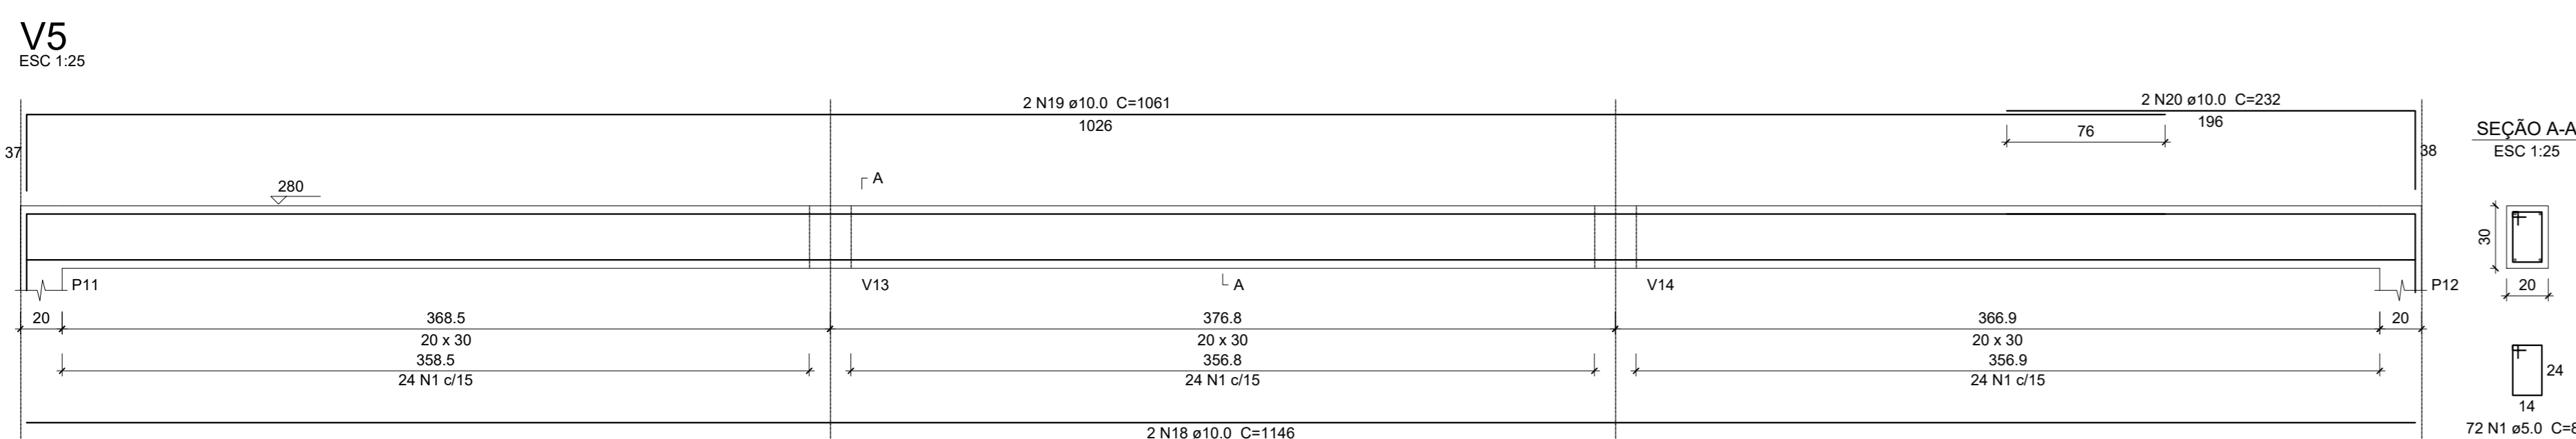 V5
ESC 1:25
2 N19 ø10.0 C=1061
1026
2 N20 ø10.0 C=232
196
76
37
38
SEÇÃO A-A
ESC 1:25
A
280
30
20
P11
V13
A
V14
P12
20
368.5
376.8
366.9
20
20 x 30
20 x 30
20 x 30
358.5
356.8
356.9
24 N1 c/15
24 N1 c/15
24 N1 c/15
24
14
2 N18 ø10.0 C=1146
72 N1 ø5.0